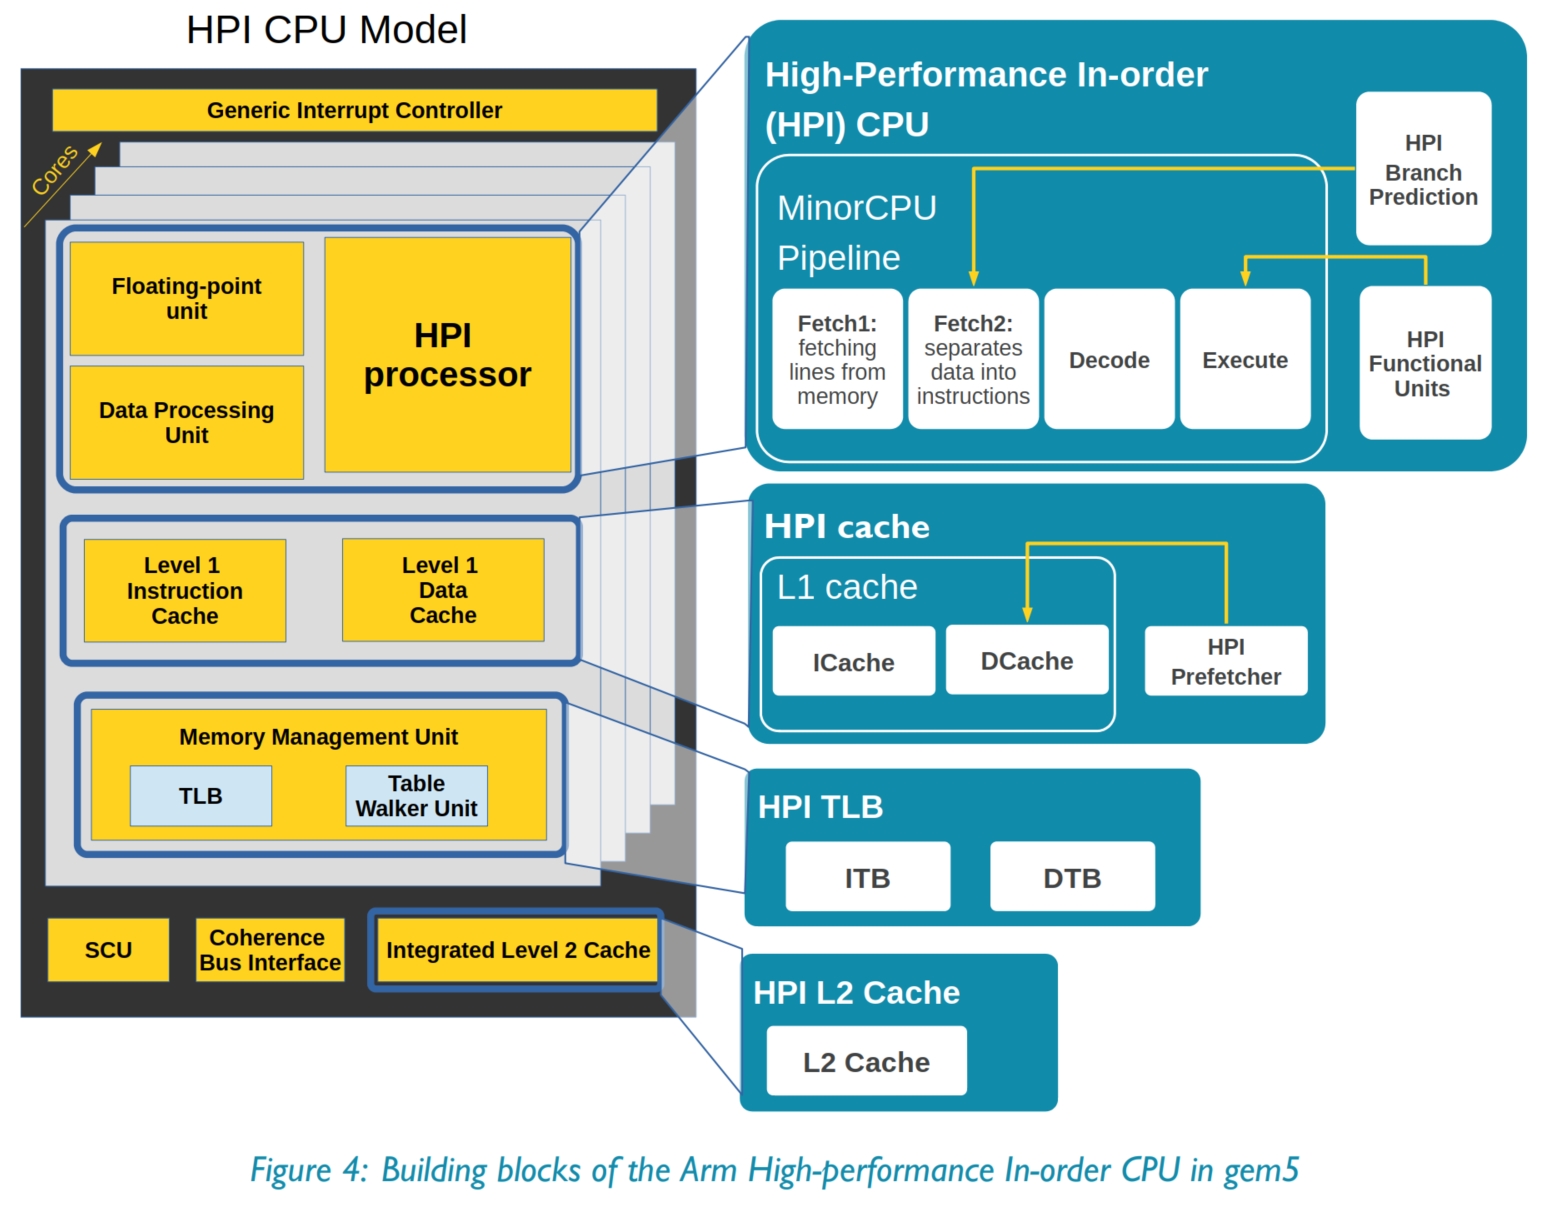 HPI CPU Model
Generic Interrupt Controller
Cores
Floating-point
unit
Data Processing
Unit
HPI
processor
Level 1
Instruction
Cache
Level 1
Data
Cache
Memory Management Unit
TLB
Table
Walker Unit
SCU
Coherence
Bus Interface
Integrated Level 2 Cache
High-Performance In-order
(HPI) CPU
MinorCPU
Pipeline
Fetch1:
fetching
lines from
memory
Fetch2:
separates
data into
instructions
Decode
Execute
HPI
Branch
Prediction
HPI
Functional
Units
HPI cache
L1 cache
ICache
DCache
HPI
Prefetcher
HPI TLB
ITB
DTB
HPI L2 Cache
L2 Cache
Figure 4: Building blocks of the Arm High-performance In-order CPU in gem5